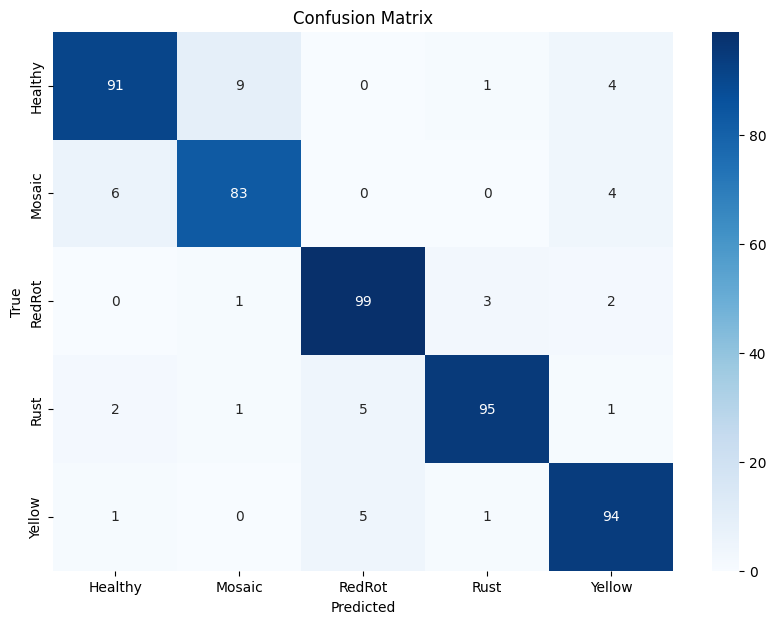 Confusion Matrix
True
Healthy 91 9 0 1 4
Mosaic 6 83 0 0 4
RedRot 0 1 99 3 2
Rust 2 1 5 95 1
Yellow 1 0 5 1 94
Healthy Mosaic RedRot Rust Yellow
Predicted
80
60
40
20
0